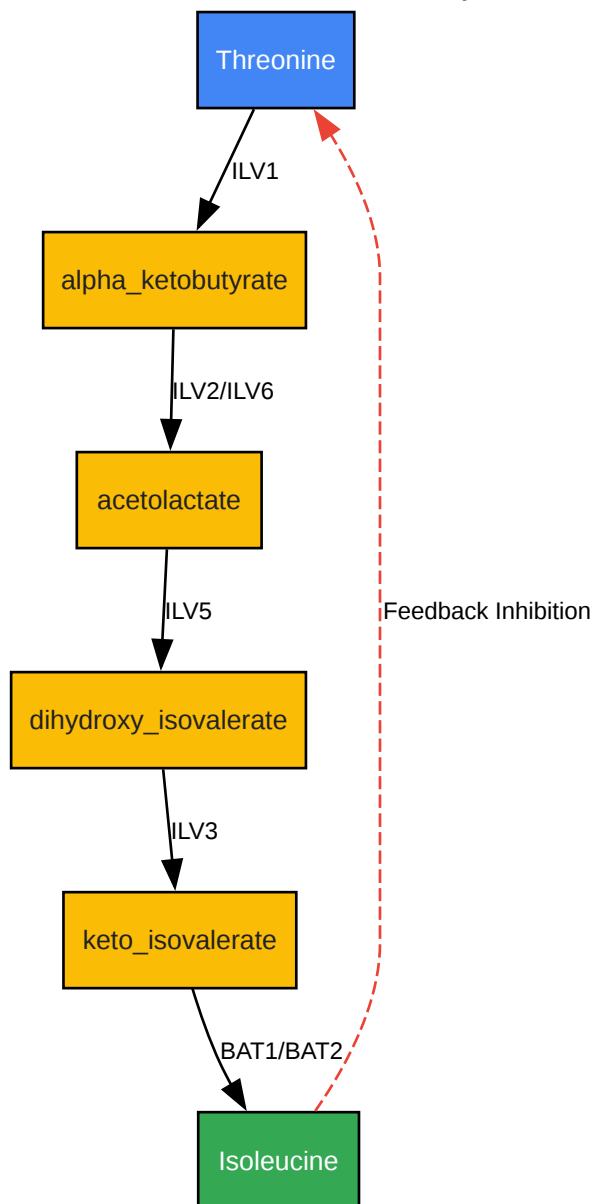 Threonine
ILV1
alpha_ketobutyrate
ILV2/ILV6
acetolactate
ILV5
Feedback Inhibition
dihydroxy_isovalerate
ILV3
keto_isovalerate
BAT1/BAT2
Isoleucine